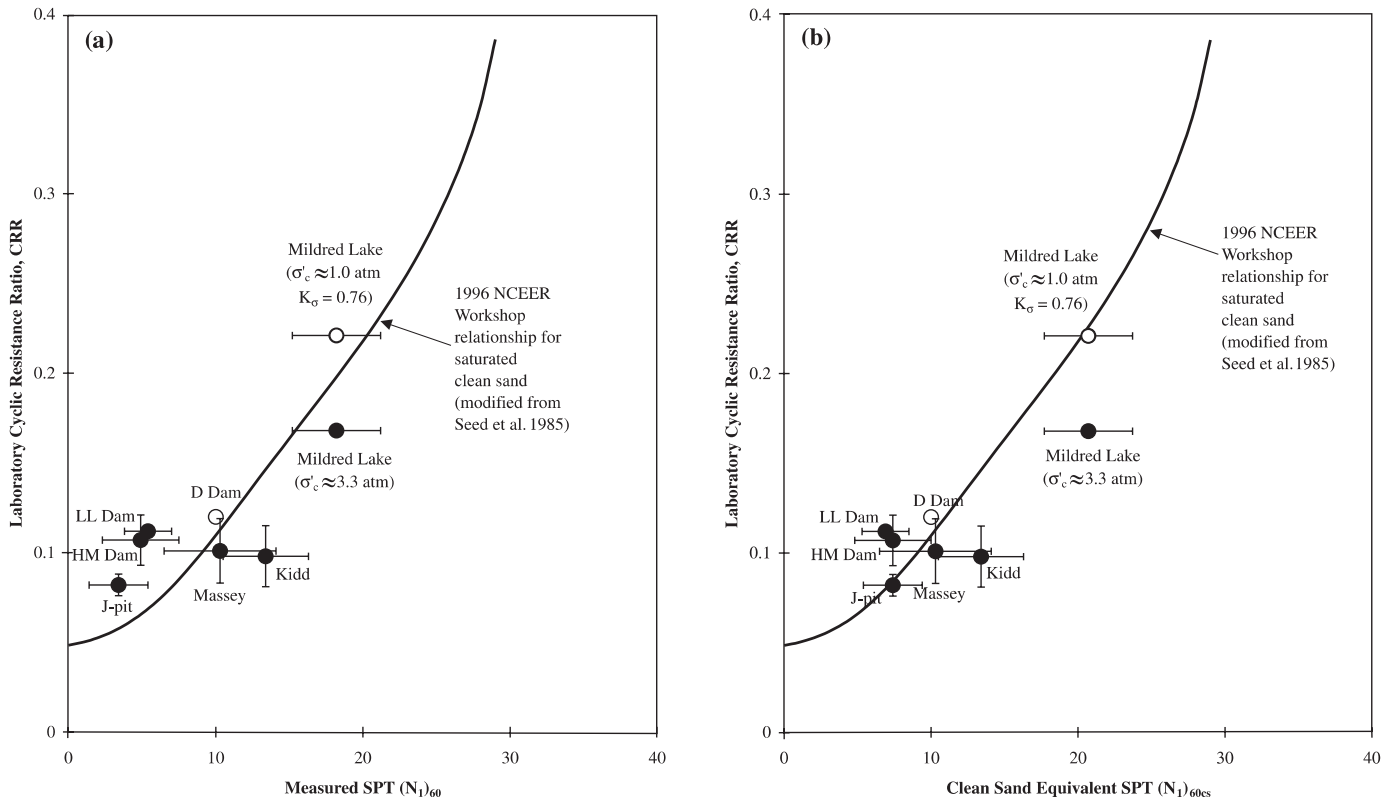 (a)
0.4
0.3
0.2
0.1
0
Laboratory Cyclic Resistance Ratio, CRR
Mildred Lake
(σ'c ≈1.0 atm
Kσ = 0.76)
1996 NCEER
Workshop
relationship for
saturated
clean sand
(modified from
Seed et al. 1985)
Mildred Lake
(σ'c ≈3.3 atm)
D Dam
LL Dam
HM Dam
J-pit
Massey
Kidd
0 10 20 30 40
Measured SPT (N1)60
(b)
0.4
0.3
0.2
0.1
0
Laboratory Cyclic Resistance Ratio, CRR
Mildred Lake
(σ'c ≈1.0 atm
Kσ = 0.76)
1996 NCEER
Workshop
relationship for
saturated
clean sand
(modified from
Seed et al. 1985)
Mildred Lake
(σ'c ≈3.3 atm)
D Dam
LL Dam
HM Dam
J-pit
Massey
Kidd
0 10 20 30 40
Clean Sand Equivalent SPT (N1)60cs